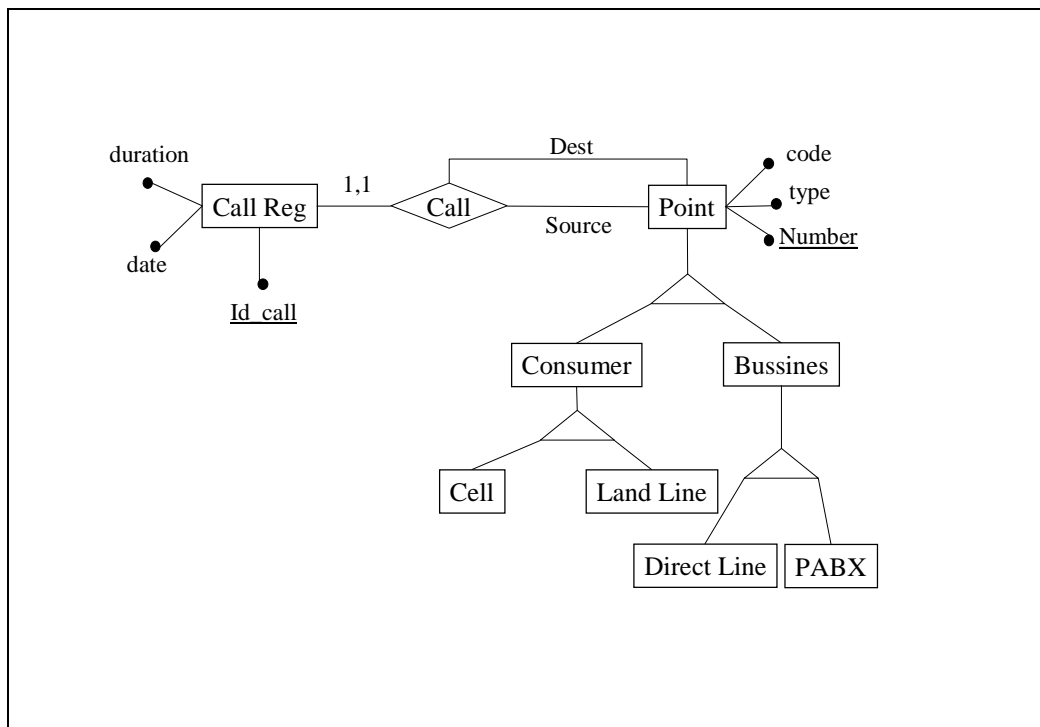 duration
date
Call Reg
Id_call
1,1
Call
Dest
Source
Point
code
type
Number
Consumer
Bussines
Cell
Land Line
Direct Line
PABX